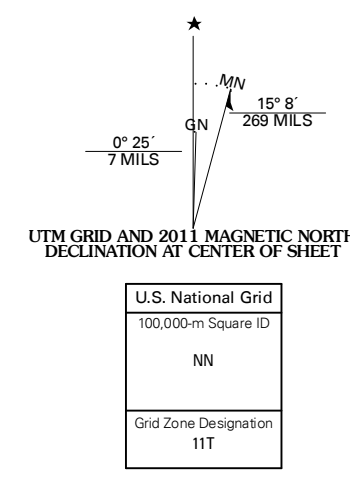 ★
MN
GN
15° 8´
269 MILS
0° 25´
7 MILS
UTM GRID AND 2011 MAGNETIC NORTH
DECLINATION AT CENTER OF SHEET
U.S. National Grid
100,000-m Square ID
NN
Grid Zone Designation
11T